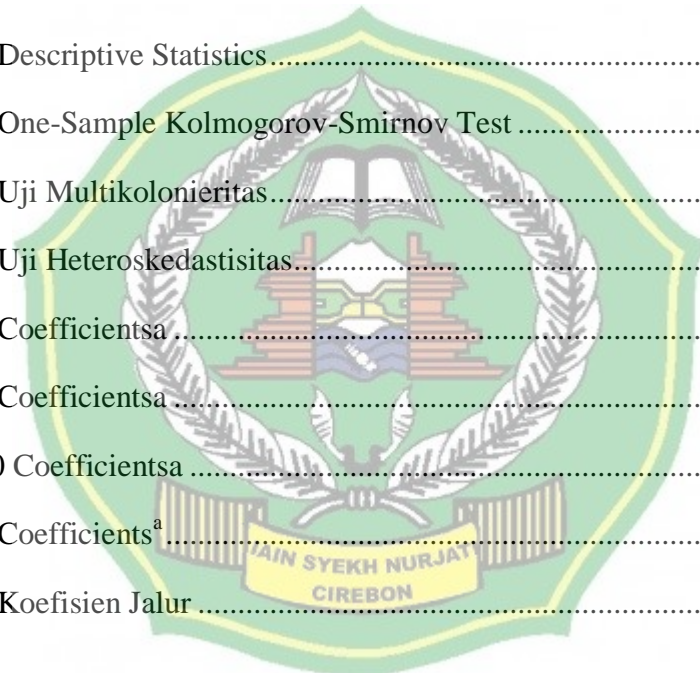 Descriptive Statistics................................................................
One-Sample Kolmogorov-Smirnov Test ................................
Uji Multikolonieritas................................................................
Uji Heteroskedastisitas.............................................................
Coefficientsa ...........................................................................
Coefficientsa ...........................................................................
0 Coefficientsa .........................................................................
Coefficientsᵃ............................................................................
IAIN SYEKH NURJATI
CIREBON
Koefisien Jalur ........................................................................